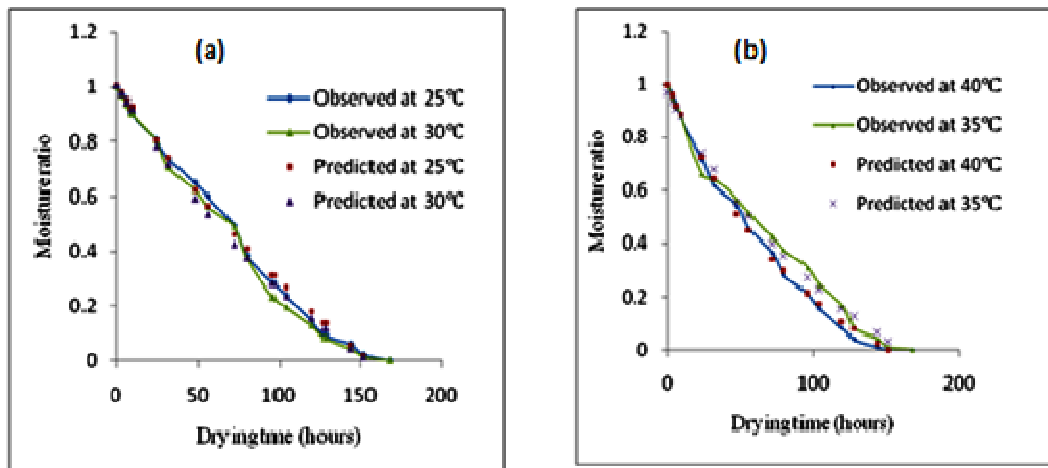 (a)
1.2
1
0.8
0.6
0.4
0.2
0
Moistureratio
0 50 100 150 200
Dryingtime (hours)
Observed at 25°C
Observed at 30°C
Predicted at 25°C
Predicted at 30°C
(b)
1.2
1
0.8
0.6
0.4
0.2
0
Moistureratio
0 100 200
Dryingtime (hours)
Observed at 40°C
Observed at 35°C
Predicted at 40°C
Predicted at 35°C